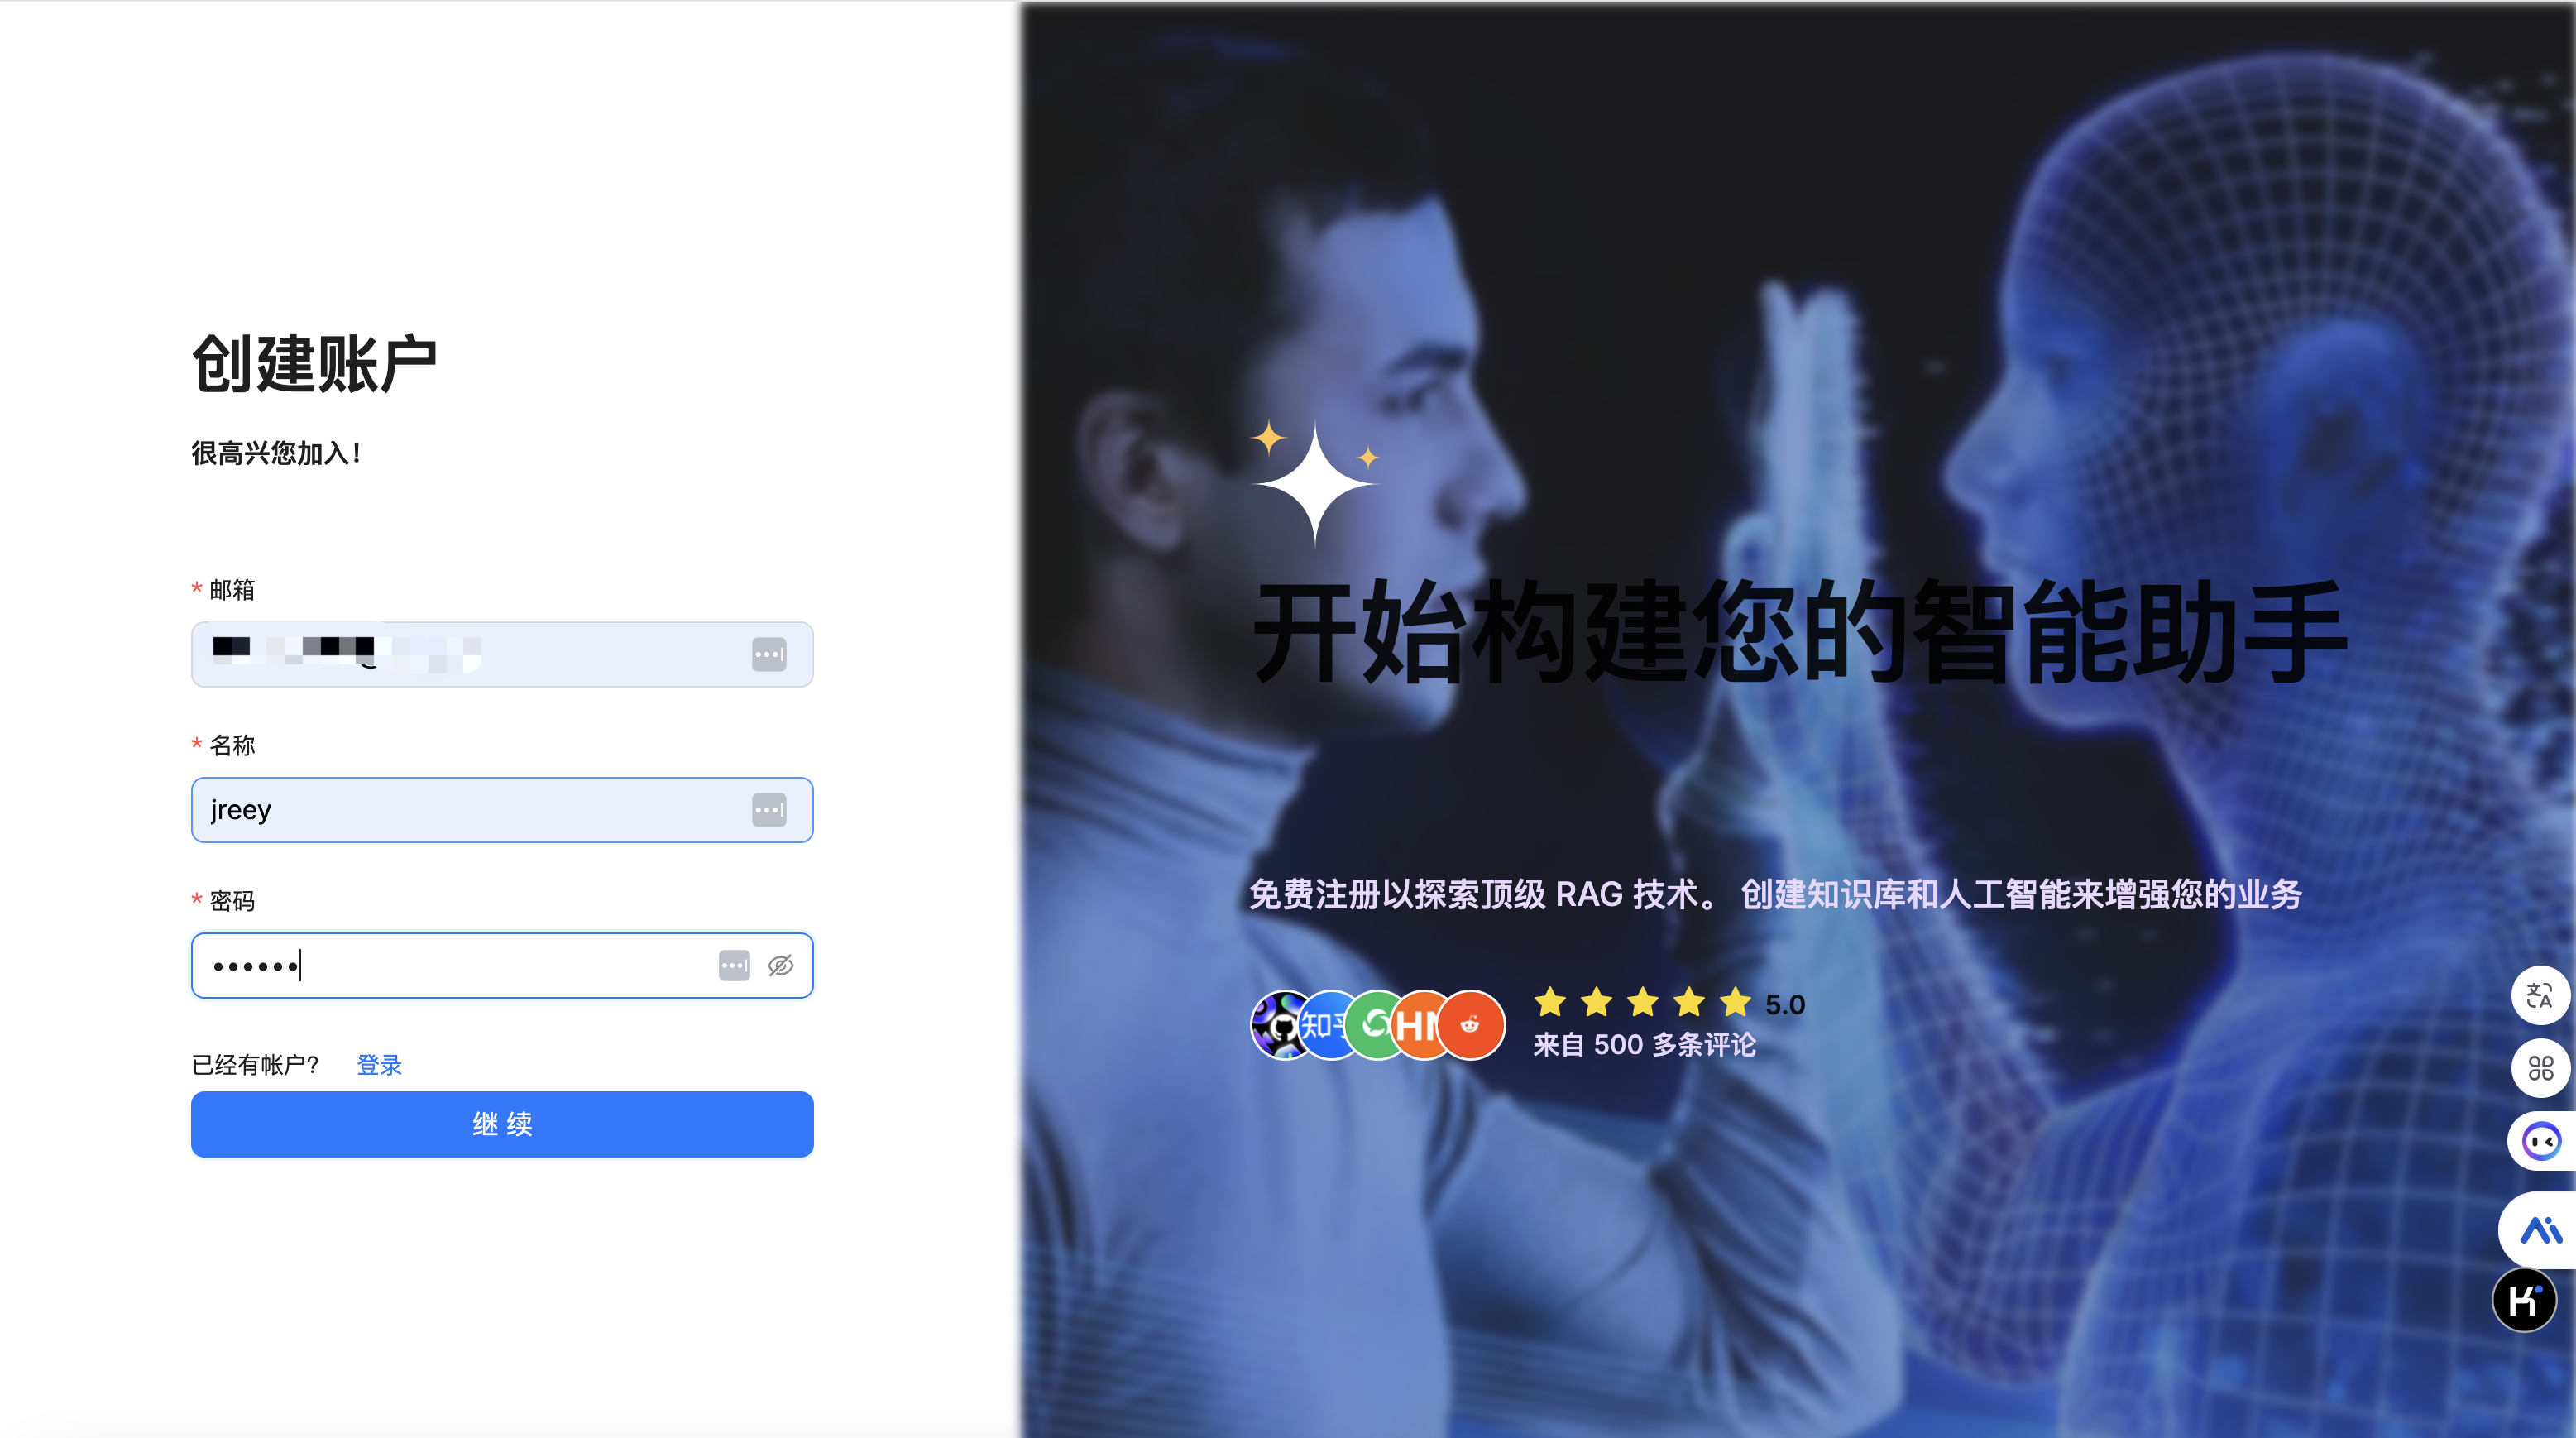 创建账户
很高兴您加入！
* 邮箱
* 名称
jreey
* 密码
已经有帐户? 登录
继 续
开始构建您的智能助手
免费注册以探索顶级 RAG 技术。 创建知识库和人工智能来增强您的业务
知乎
HN
5.0
来自 500 多条评论